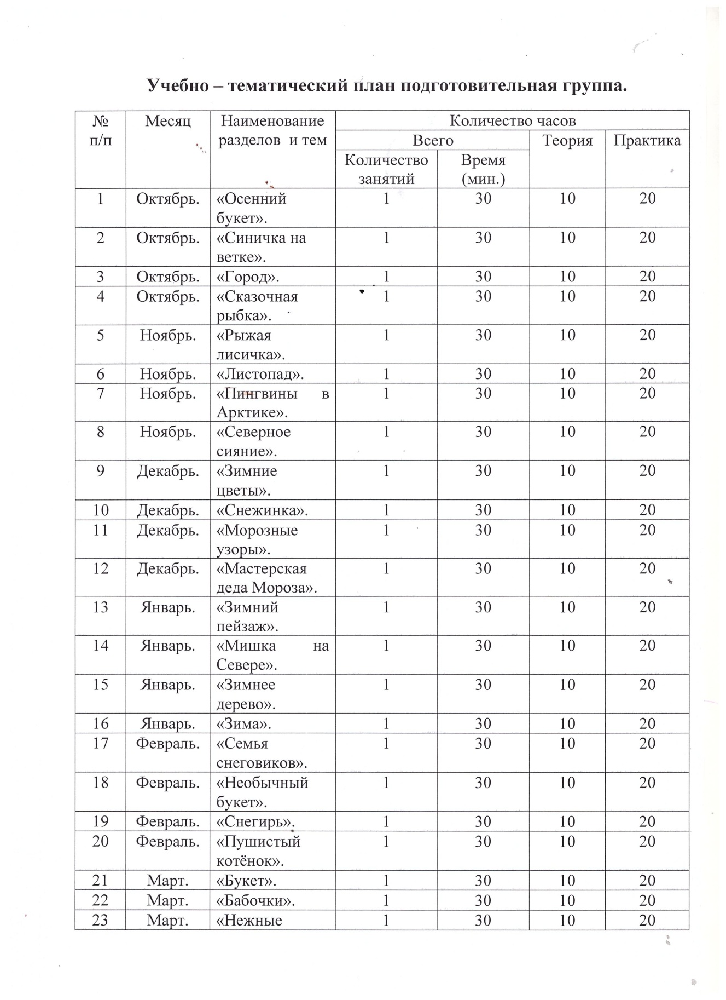 Учебно – тематический план подготовительная группа.
№ Месяц Наименование Количество часов
п/п разделов и тем Всего Теория Практика
Количество Время
занятий (мин.)
1 Октябрь. «Осенний 1 30 10 20
букет».
2 Октябрь. «Синичка на 1 30 10 20
ветке».
3 Октябрь. «Город». 1 30 10 20
4 Октябрь. «Сказочная 1 30 10 20
рыбка».
5 Ноябрь. «Рыжая 1 30 10 20
лисичка».
6 Ноябрь. «Листопад». 1 30 10 20
7 Ноябрь. «Пингвины в 1 30 10 20
Арктике».
8 Ноябрь. «Северное 1 30 10 20
сияние».
9 Декабрь. «Зимние 1 30 10 20
цветы».
10 Декабрь. «Снежинка». 1 30 10 20
11 Декабрь. «Морозные 1 30 10 20
узоры».
12 Декабрь. «Мастерская 1 30 10 20
деда Мороза».
13 Январь. «Зимний 1 30 10 20
пейзаж».
14 Январь. «Мишка на 1 30 10 20
Севере».
15 Январь. «Зимнее 1 30 10 20
дерево».
16 Январь. «Зима». 1 30 10 20
17 Февраль. «Семья 1 30 10 20
снеговиков».
18 Февраль. «Необычный 1 30 10 20
букет».
19 Февраль. «Снегирь». 1 30 10 20
20 Февраль. «Пушистый 1 30 10 20
котёнок».
21 Март. «Букет». 1 30 10 20
22 Март. «Бабочки». 1 30 10 20
23 Март. «Нежные 1 30 10 20